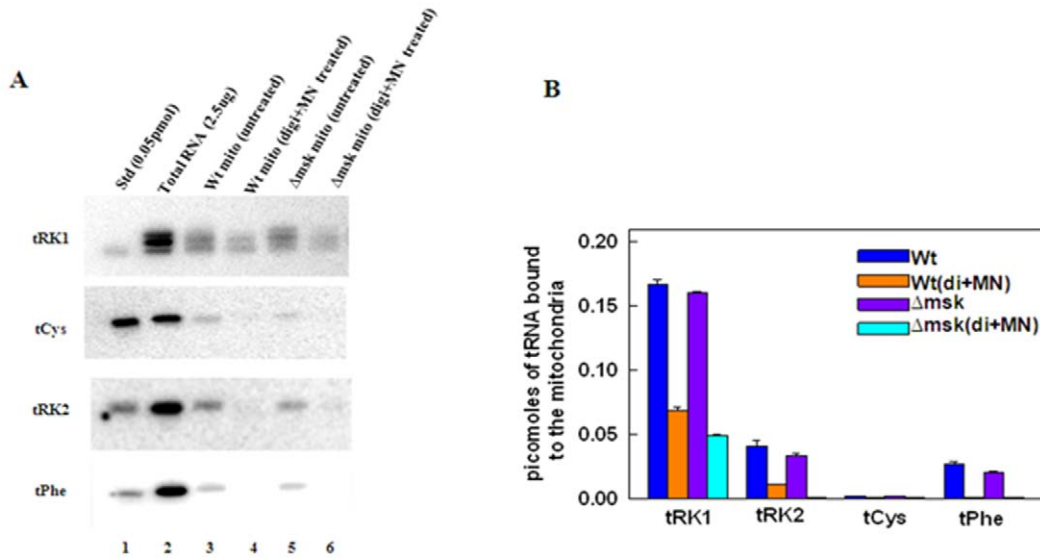 A
Std (0.05pmol)
Total RNA (2.5ug)
Wt mito (untreated)
Wt mito (digi+MN treated)
Δmsk mito (untreated)
Δmsk mito (digi+MN treated)
tRK1
tCys
tRK2
tPhe
1 2 3 4 5 6
B
picomoles of tRNA bound
to the mitochondria
0.20
0.15
0.10
0.05
0.00
Wt
Wt(di+MN)
Δmsk
Δmsk(di+MN)
tRK1 tRK2 tCys tPhe